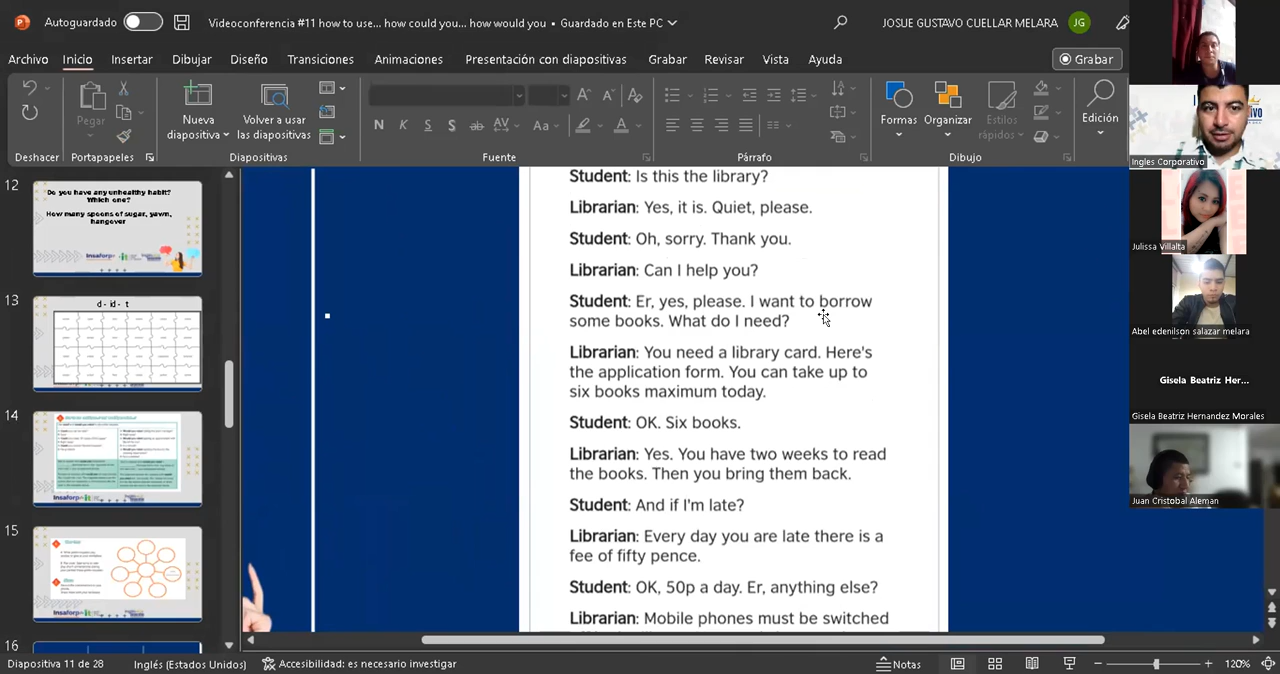 Autoguardado
Videoconferencia #11 how to use... how could you... how would you • Guardado en Este PC
JOSUE GUSTAVO CUELLAR MELARA
JG
Archivo Inicio Insertar Dibujar Diseño Transiciones Animaciones Presentación con diapositivas Grabar Revisar Vista Ayuda
Grabar
Pegar
Nueva diapositiva
Volver a usar las diapositivas
N K S S ab AV Aa A
Formas
Organizar
Estilos rápidos
Edición
Deshacer Portapapeles Diapositivas Fuente Párrafo Dibujo
12
Do you have any unhealthy habit?
Which one?
How many spoons of sugar, yawn,
hangover
Insaforp
13
d - id - t
14
Insaforp
15
Insaforp
16
Student: Is this the library?
Librarian: Yes, it is. Quiet, please.
Student: Oh, sorry. Thank you.
Librarian: Can I help you?
Student: Er, yes, please. I want to borrow
some books. What do I need?
Librarian: You need a library card. Here's
the application form. You can take up to
six books maximum today.
Student: OK. Six books.
Librarian: Yes. You have two weeks to read
the books. Then you bring them back.
Student: And if I'm late?
Librarian: Every day you are late there is a
fee of fifty pence.
Student: OK, 50p a day. Er, anything else?
Librarian: Mobile phones must be switched
Ingles Corporativo
Julissa Villalta
Abel edenilson salazar melara
Gisela Beatriz Her...
Gisela Beatriz Hernandez Morales
Juan Cristobal Aleman
Diapositiva 11 de 28
Inglés (Estados Unidos)
Accesibilidad: es necesario investigar
Notas
120%